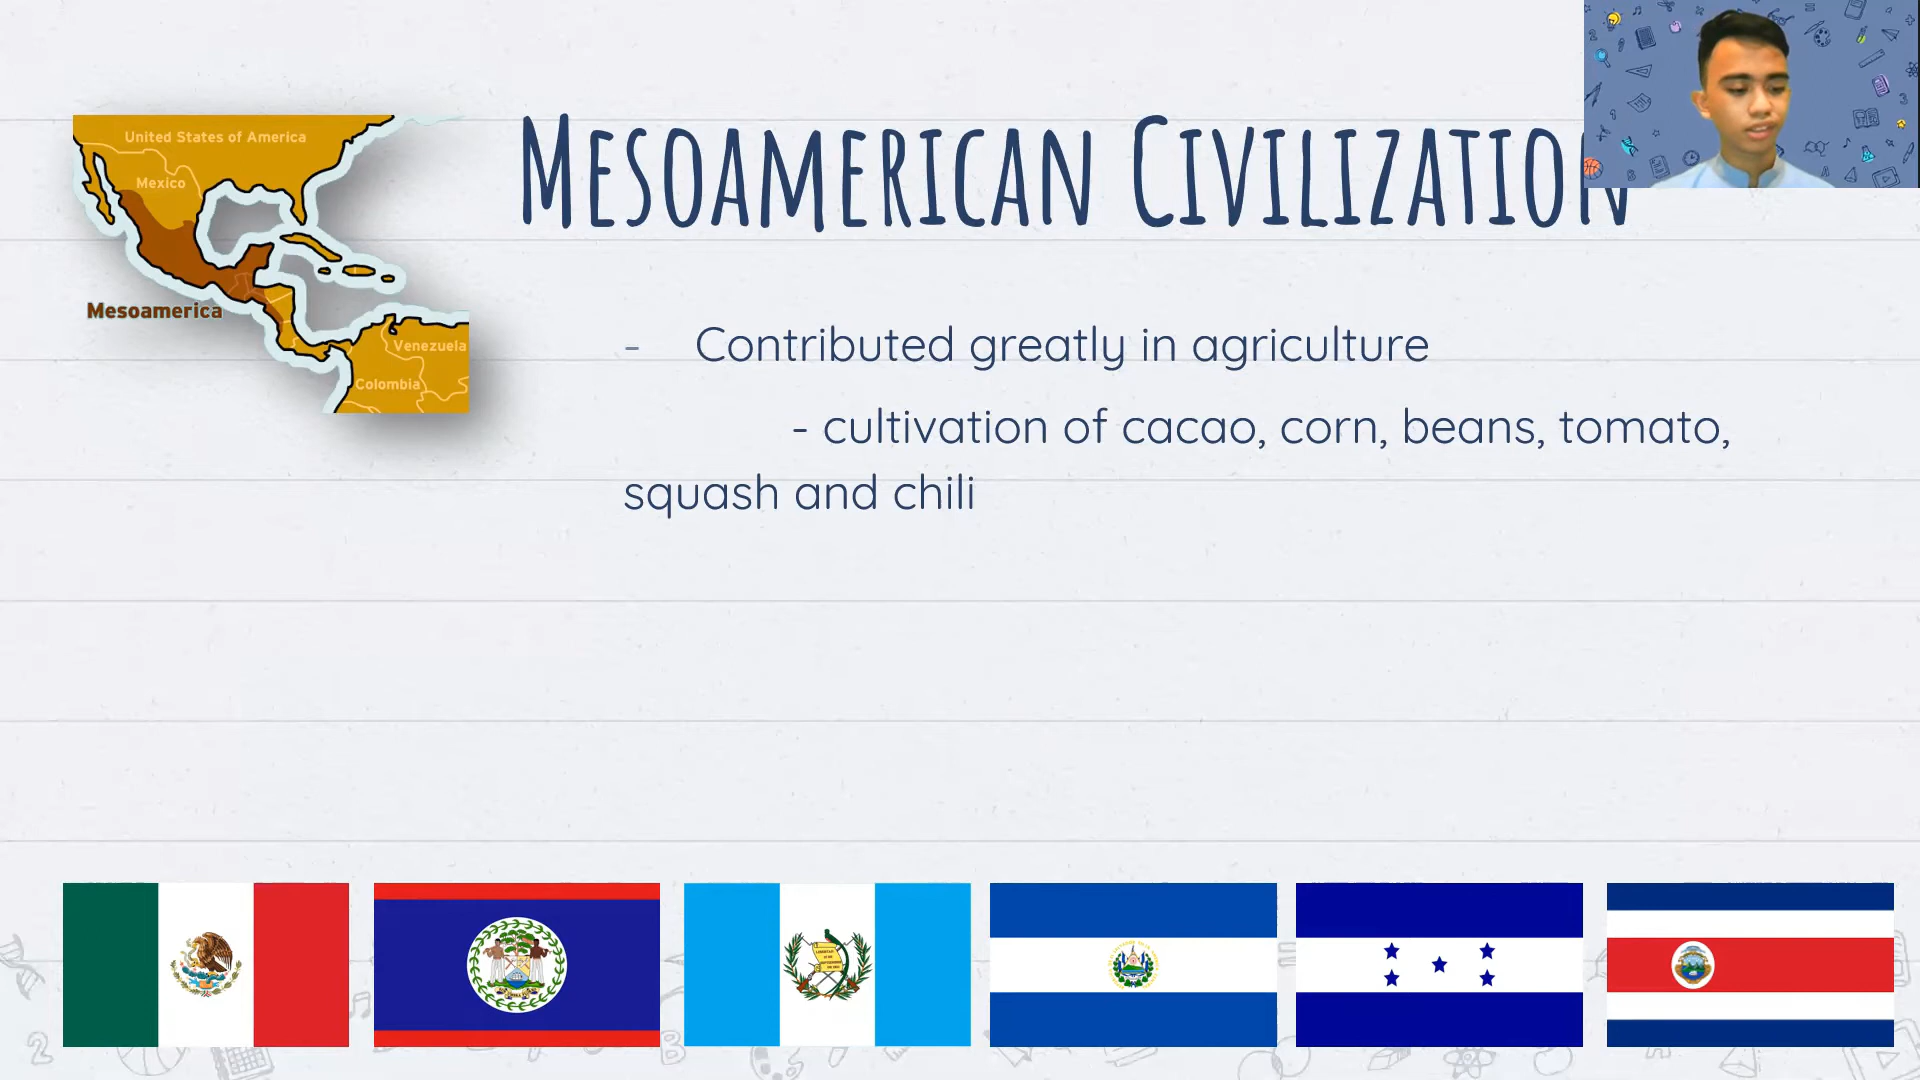 United States of America
Mexico
Mesoamerica
Venezuela
Colombia
MESOAMERICAN CIVILIZATION
- Contributed greatly in agriculture
- cultivation of cacao, corn, beans, tomato,
squash and chili